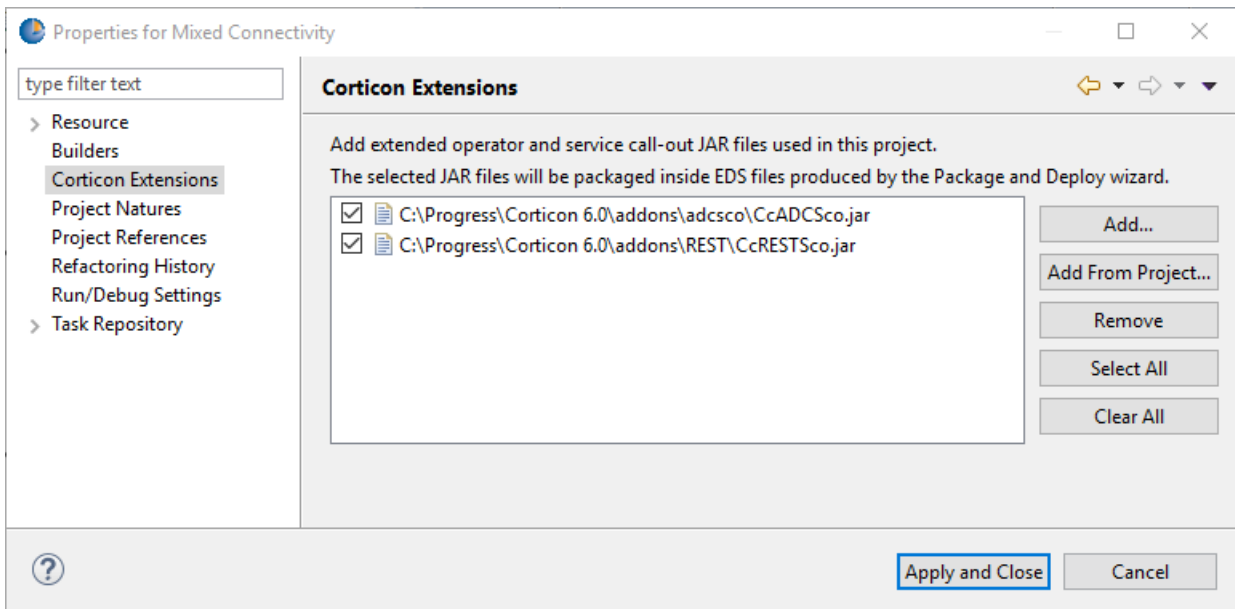 Properties for Mixed Connectivity
type filter text
Resource
Builders
Corticon Extensions
Project Natures
Project References
Refactoring History
Run/Debug Settings
Task Repository
Corticon Extensions
Add extended operator and service call-out JAR files used in this project.
The selected JAR files will be packaged inside EDS files produced by the Package and Deploy wizard.
C:\Progress\Corticon 6.0\addons\adcsco\CcADCSco.jar
C:\Progress\Corticon 6.0\addons\REST\CcRESTSco.jar
Add...
Add From Project...
Remove
Select All
Clear All
?
Apply and Close
Cancel